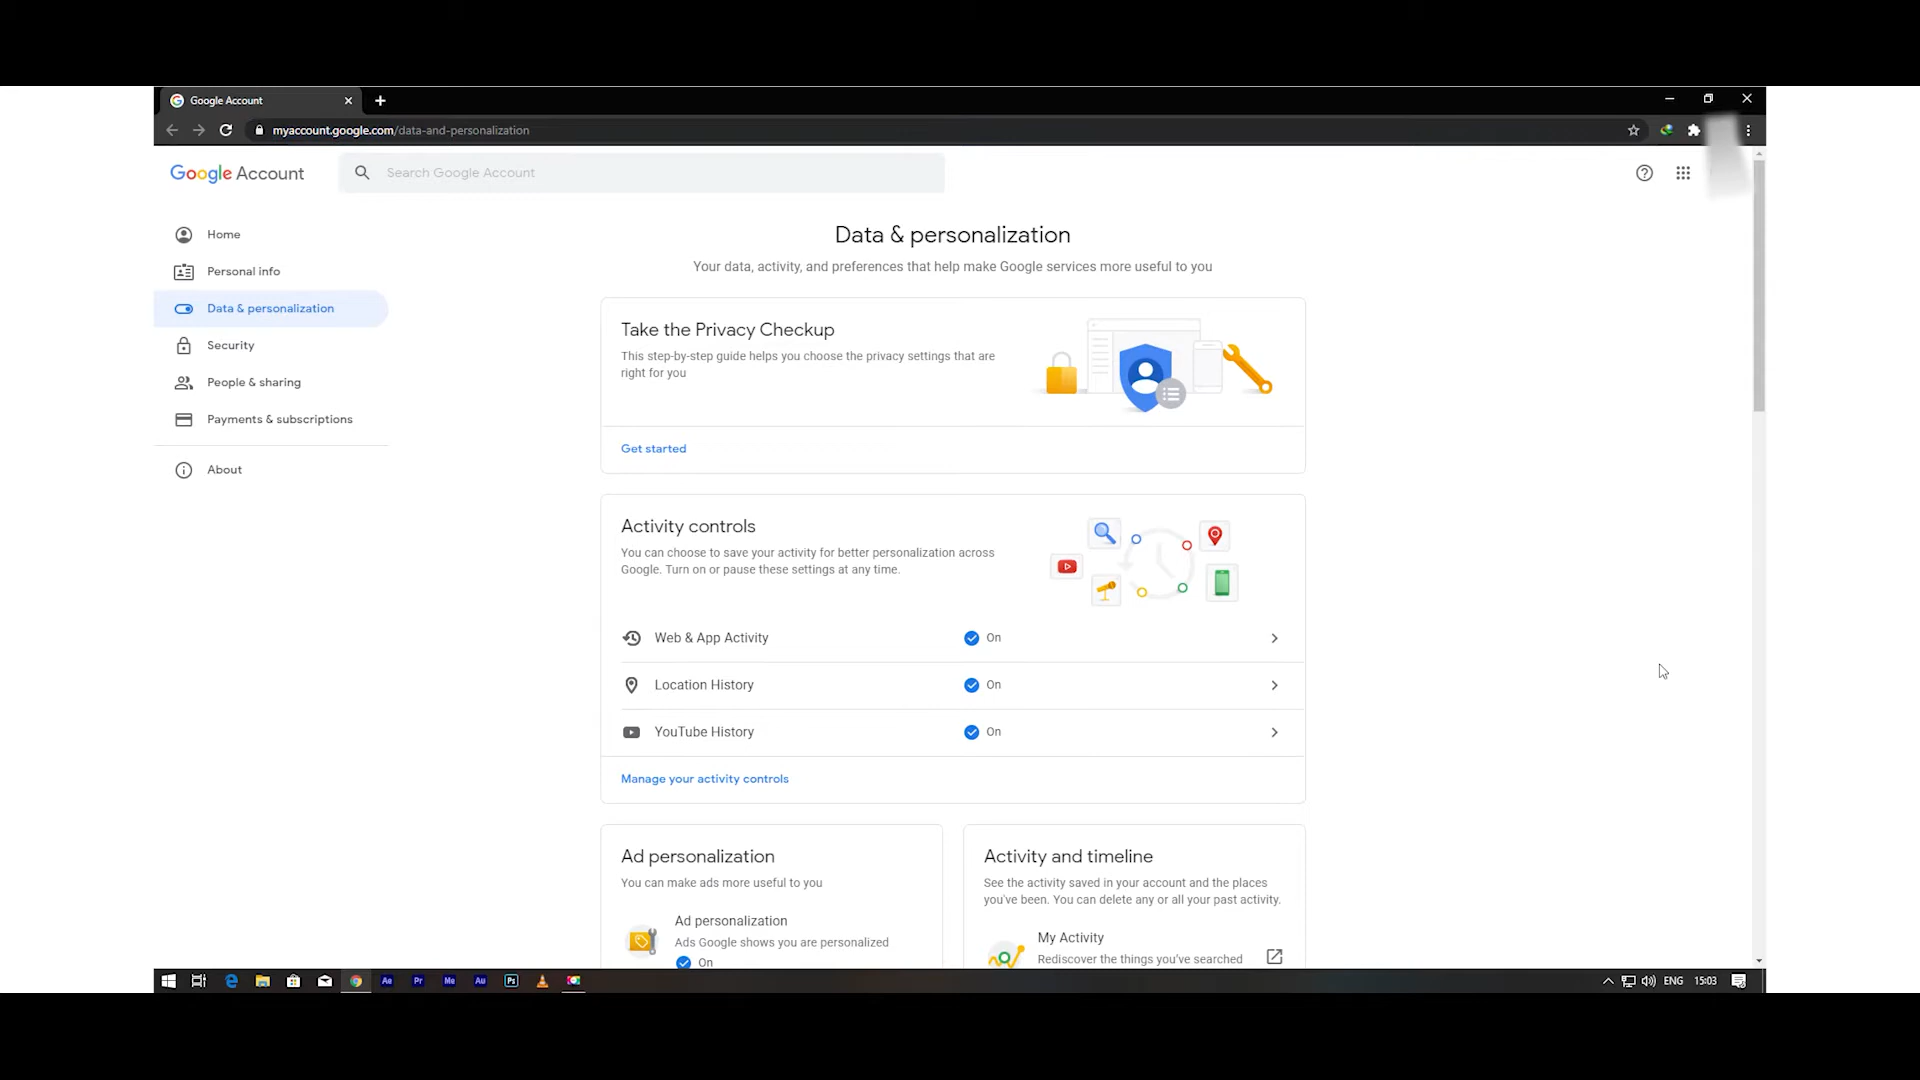 Google Account
myaccount.google.com/data-and-personalization
Google Account
Search Google Account
Home
Personal info
Data & personalization
Security
People & sharing
Payments & subscriptions
About
Data & personalization
Your data, activity, and preferences that help make Google services more useful to you
Take the Privacy Checkup
This step-by-step guide helps you choose the privacy settings that are
right for you
Get started
Activity controls
You can choose to save your activity for better personalization across
Google. Turn on or pause these settings at any time.
Web & App Activity On
Location History On
YouTube History On
Manage your activity controls
Ad personalization
You can make ads more useful to you
Ad personalization
Ads Google shows you are personalized
On
Activity and timeline
See the activity saved in your account and the places
you've been. You can delete any or all your past activity.
My Activity
Rediscover the things you've searched
Ae Pr Me Au Ps
ENG 15:03